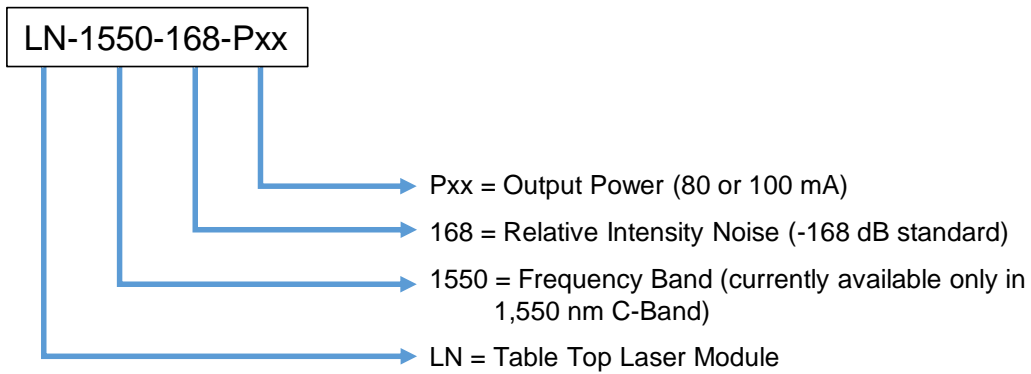 LN-1550-168-Pxx
Pxx = Output Power (80 or 100 mA)
168 = Relative Intensity Noise (-168 dB standard)
1550 = Frequency Band (currently available only in
1,550 nm C-Band)
LN = Table Top Laser Module